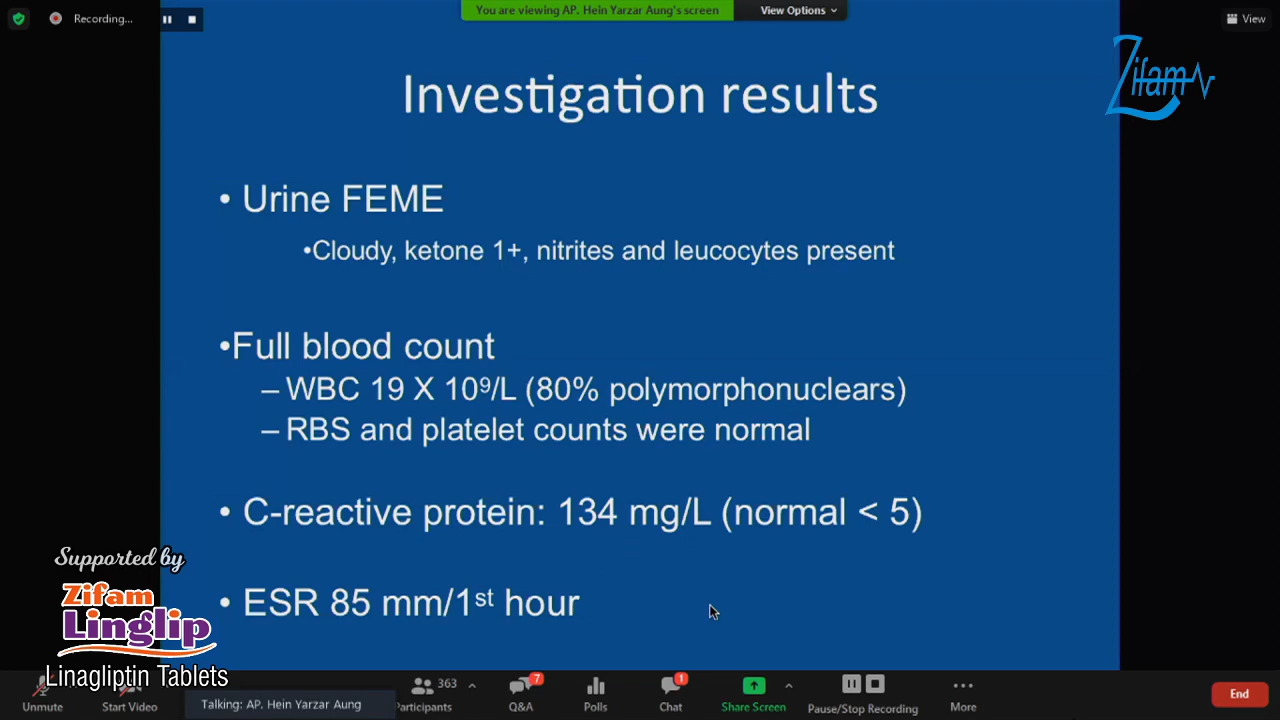 Recording...
You are viewing AP. Hein Yarzar Aung's screen
View Options
View
Zifam
Investigation results
• Urine FEME
•Cloudy, ketone 1+, nitrites and leucocytes present
•Full blood count
– WBC 19 X 10⁹/L (80% polymorphonuclears)
– RBS and platelet counts were normal
• C-reactive protein: 134 mg/L (normal < 5)
• ESR 85 mm/1st hour
Supported by
Zifam
Linglip
Linagliptin Tablets
Unmute
Start Video
Talking: AP. Hein Yarzar Aung
363
Participants
7
Q&A
Polls
1
Chat
Share Screen
Pause/Stop Recording
More
End